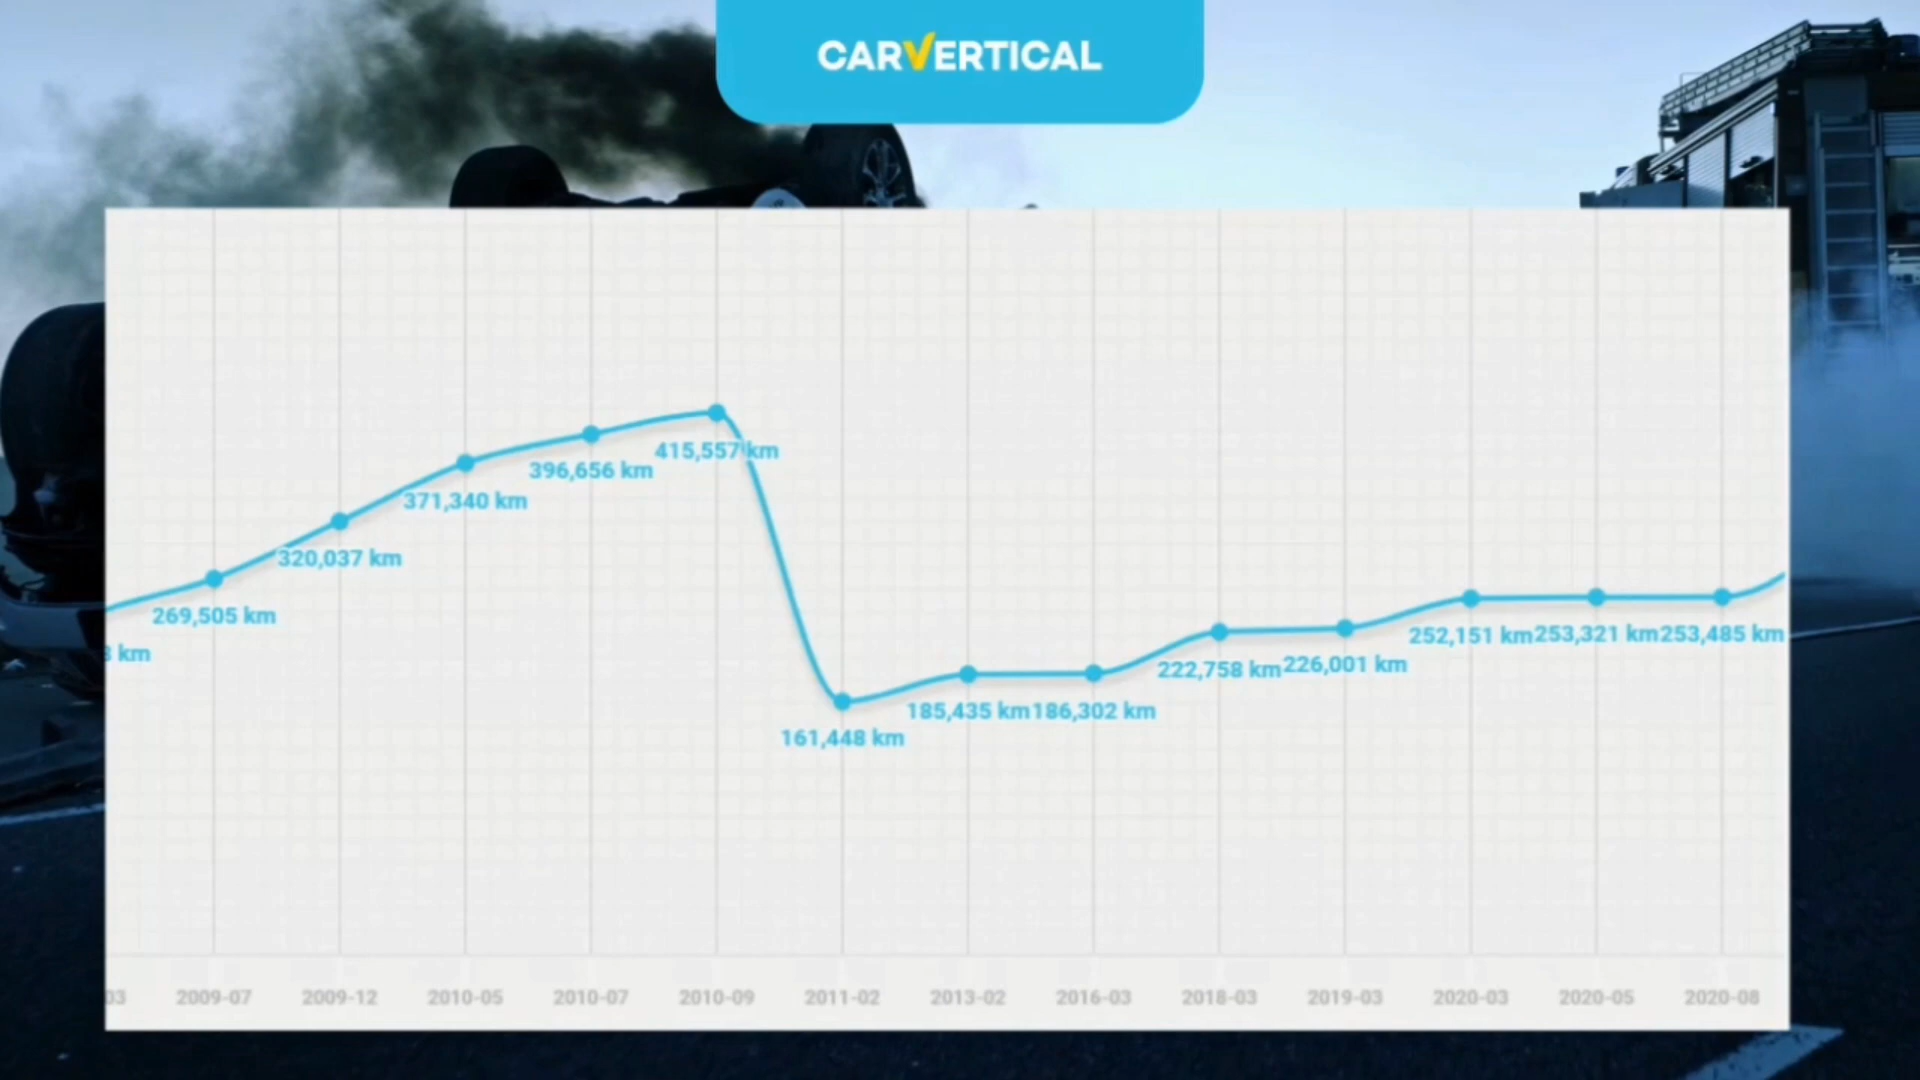 CARVERTICAL
415,557 km
396,656 km
371,340 km
320,037 km
269,505 km
252,151 km 253,321 km 253,485 km
km
222,758 km 226,001 km
185,435 km 186,302 km
161,448 km
03 2009-07 2009-12 2010-05 2010-07 2010-09 2011-02 2013-02 2016-03 2018-03 2019-03 2020-03 2020-05 2020-08